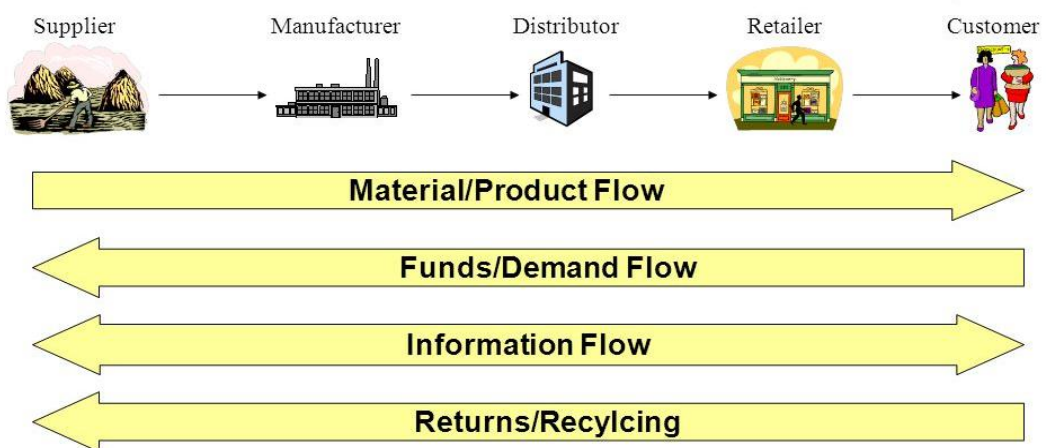 Supplier
Manufacturer
Distributor
Retailer
Customer
Material/Product Flow
Funds/Demand Flow
Information Flow
Returns/Recylcing